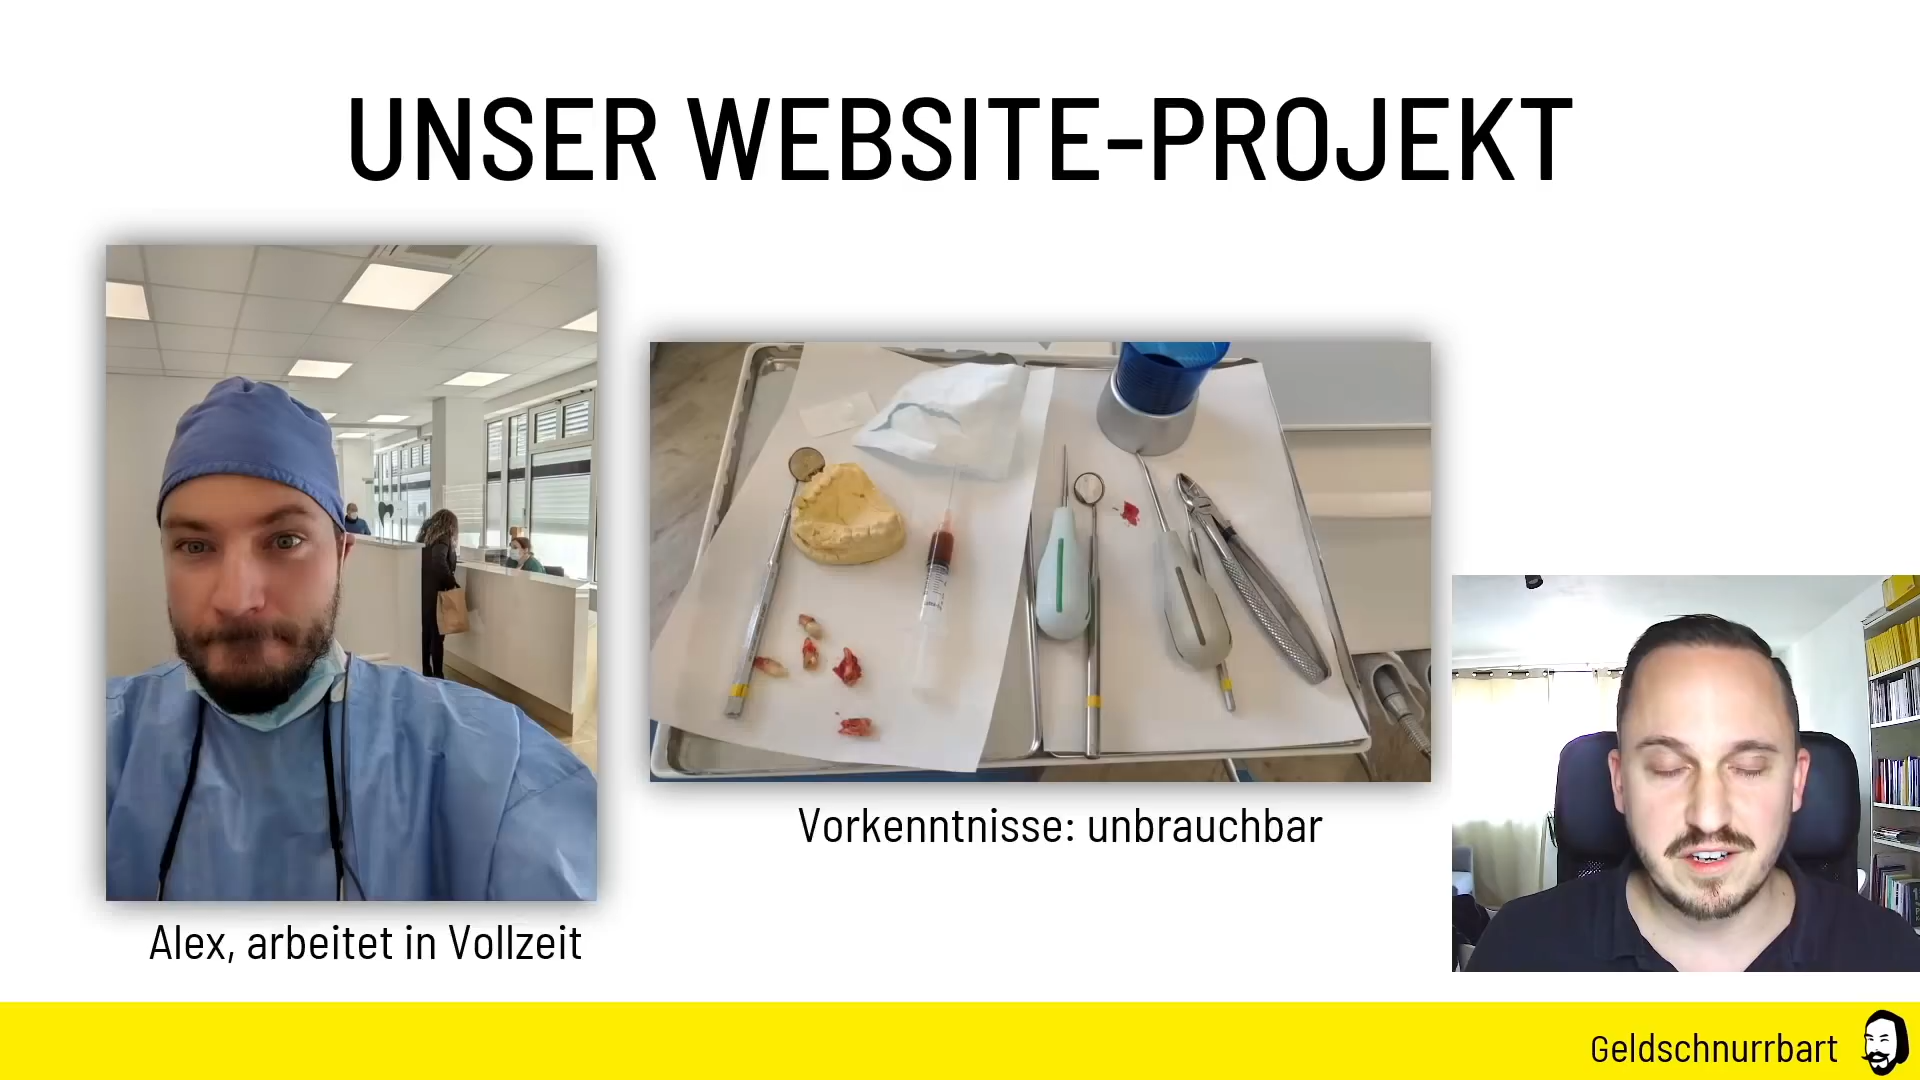 UNSER WEBSITE-PROJEKT
Vorkenntnisse: unbrauchbar
Alex, arbeitet in Vollzeit
Geldschnurrbart